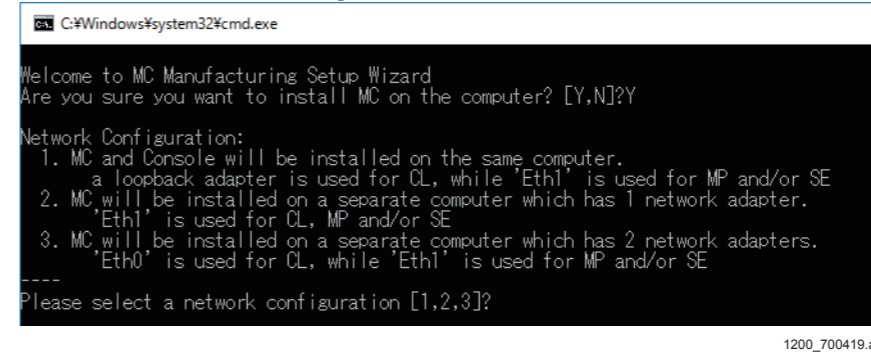 C:¥Windows¥system32¥cmd.exe
Welcome to MC Manufacturing Setup Wizard
Are you sure you want to install MC on the computer? [Y,N]?Y
Network Configuration:
1. MC and Console will be installed on the same computer.
a loopback adapter is used for CL, while 'Eth1' is used for MP and/or SE
2. MC will be installed on a separate computer which has 1 network adapter.
'Eth1' is used for CL, MP and/or SE
3. MC will be installed on a separate computer which has 2 network adapters.
'Eth0' is used for CL, while 'Eth1' is used for MP and/or SE
----
Please select a network configuration [1,2,3]?
1200_700419.a